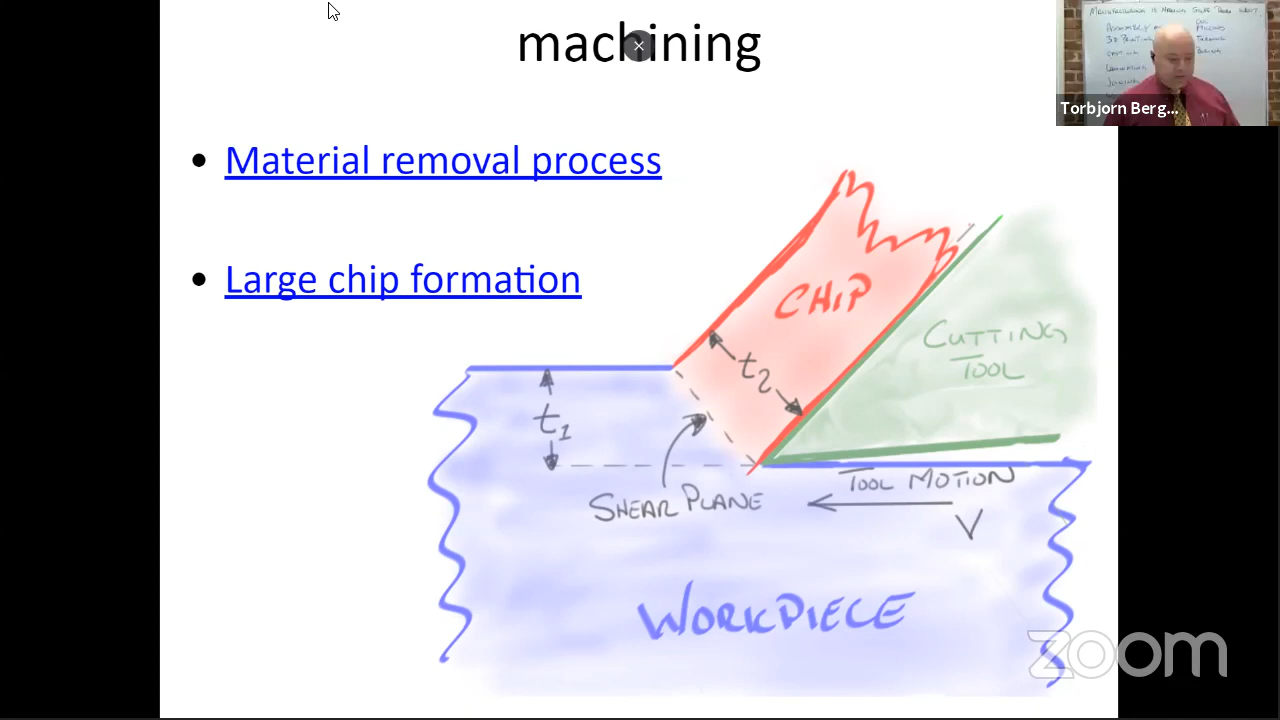 machining
• Material removal process
• Large chip formation
CHIP
CUTTING
TOOL
t2
t1
SHEAR PLANE
TOOL MOTION
V
WORKPIECE
Torbjorn Berg...
zoom